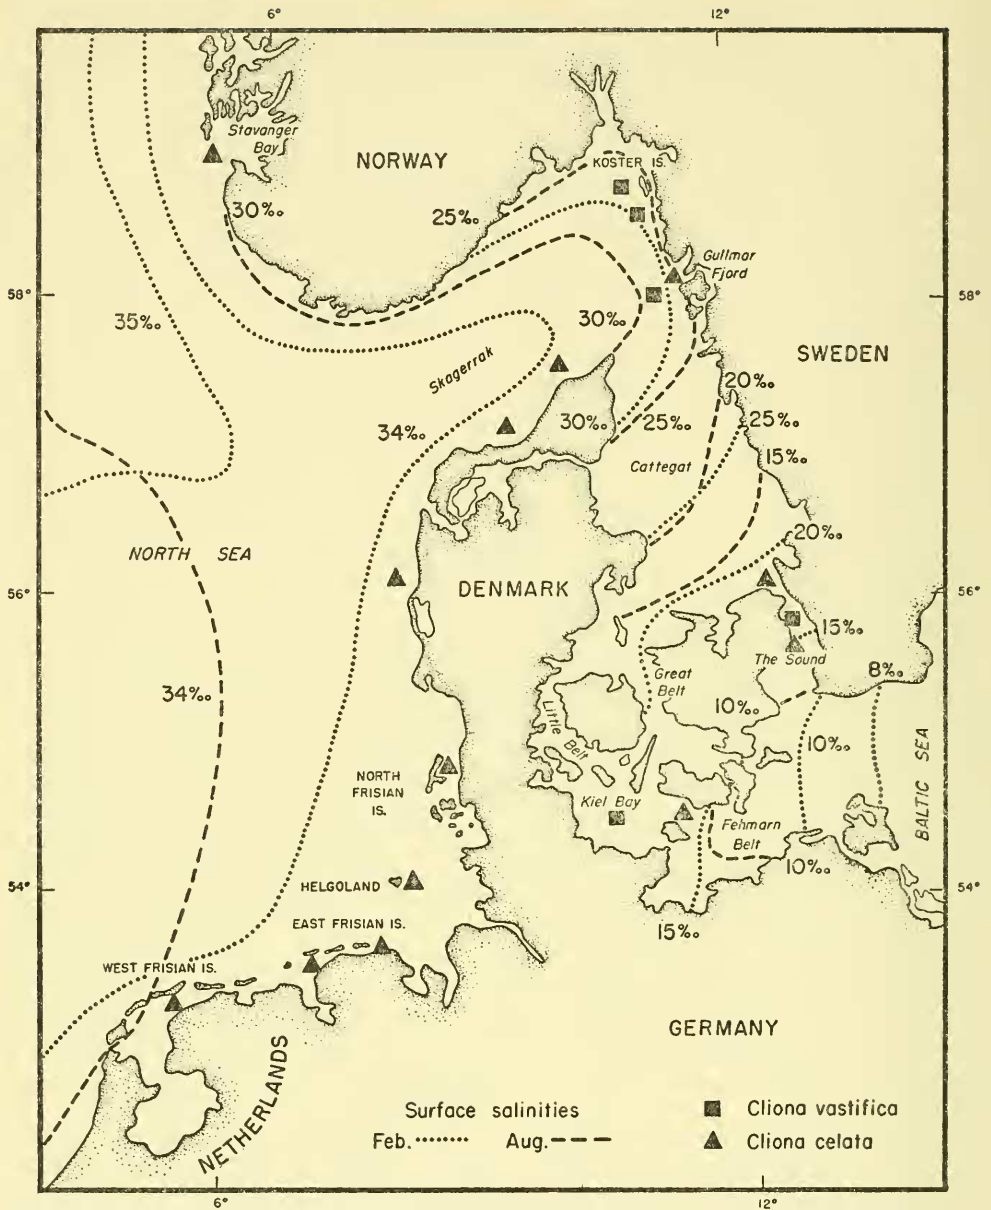 6° 12°
Stavanger
Bay
NORWAY
KOSTER IS.
30‰
25‰
Gullmar
Fjord
58° 58°
35‰
30‰
SWEDEN
Skagerrak
20‰
34‰
30‰
25‰
25‰
Cattegat
15‰
20‰
NORTH SEA
DENMARK
56° 56°
15‰
The Sound
8‰
Great
Belt
34‰
10‰
Little
Belt
10‰
BALTIC SEA
NORTH
FRISIAN
IS.
Kiel Bay
Fehmarn
Belt
10‰
54° 54°
HELGOLAND
EAST FRISIAN IS.
15‰
WEST FRISIAN IS.
GERMANY
NETHERLANDS
Surface salinities
Feb. Aug.
Cliona vastifica
Cliona celata
6° 12°